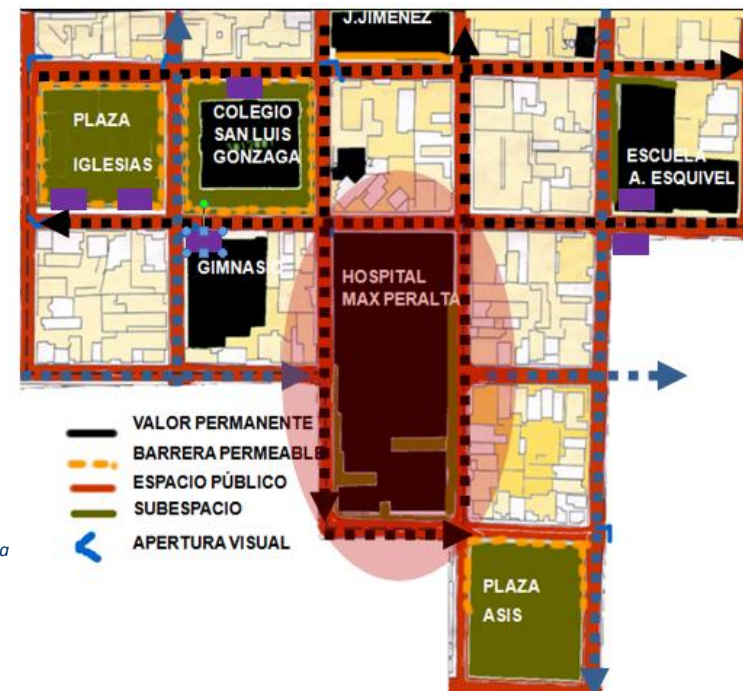 J.JIMENEZ
PLAZA
IGLESIAS
COLEGIO
SAN LUIS
GONZAGA
ESCUELA
A. ESQUIVEL
GIMNASIO
HOSPITAL
MAX PERALTA
VALOR PERMANENTE
BARRERA PERMEABLE
ESPACIO PÚBLICO
SUBESPACIO
APERTURA VISUAL
a
PLAZA
ASIS